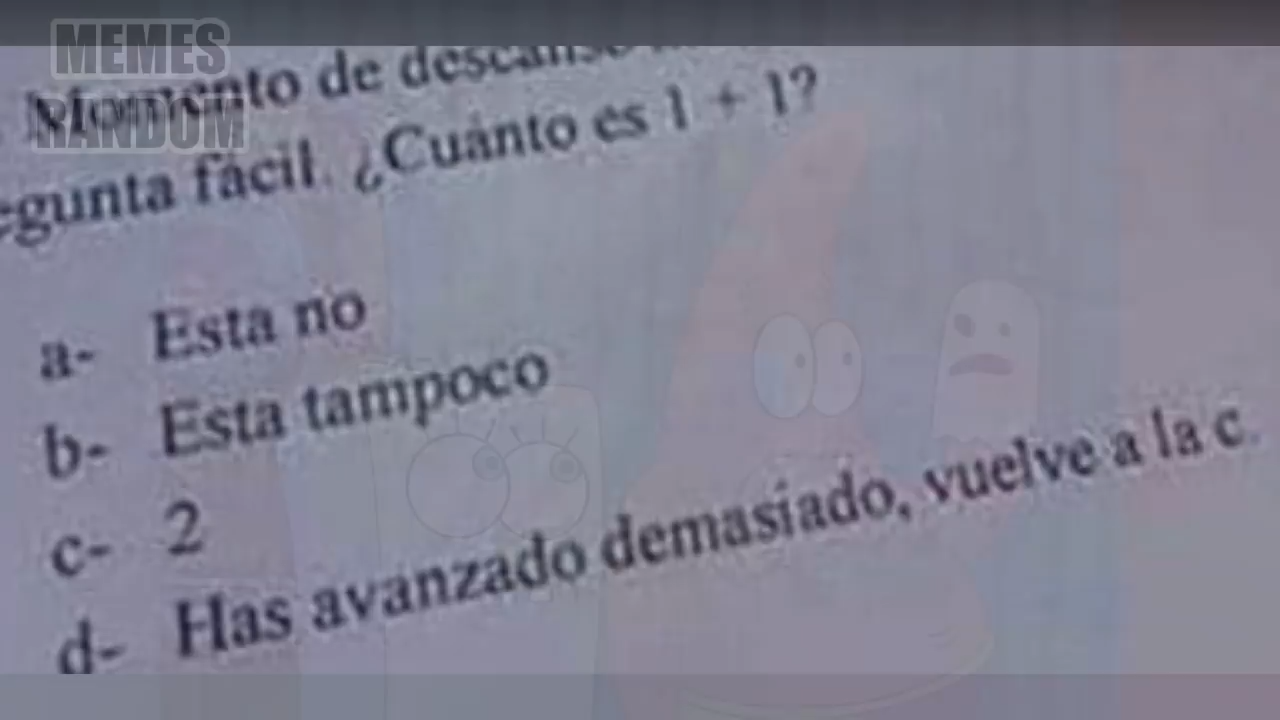 MEMES
RANDOM
Momento de descanso
egunta fácil. ¿Cuánto es 1 + 1?
a- Esta no
b- Esta tampoco
c- 2
d- Has avanzado demasiado, vuelve a la c.